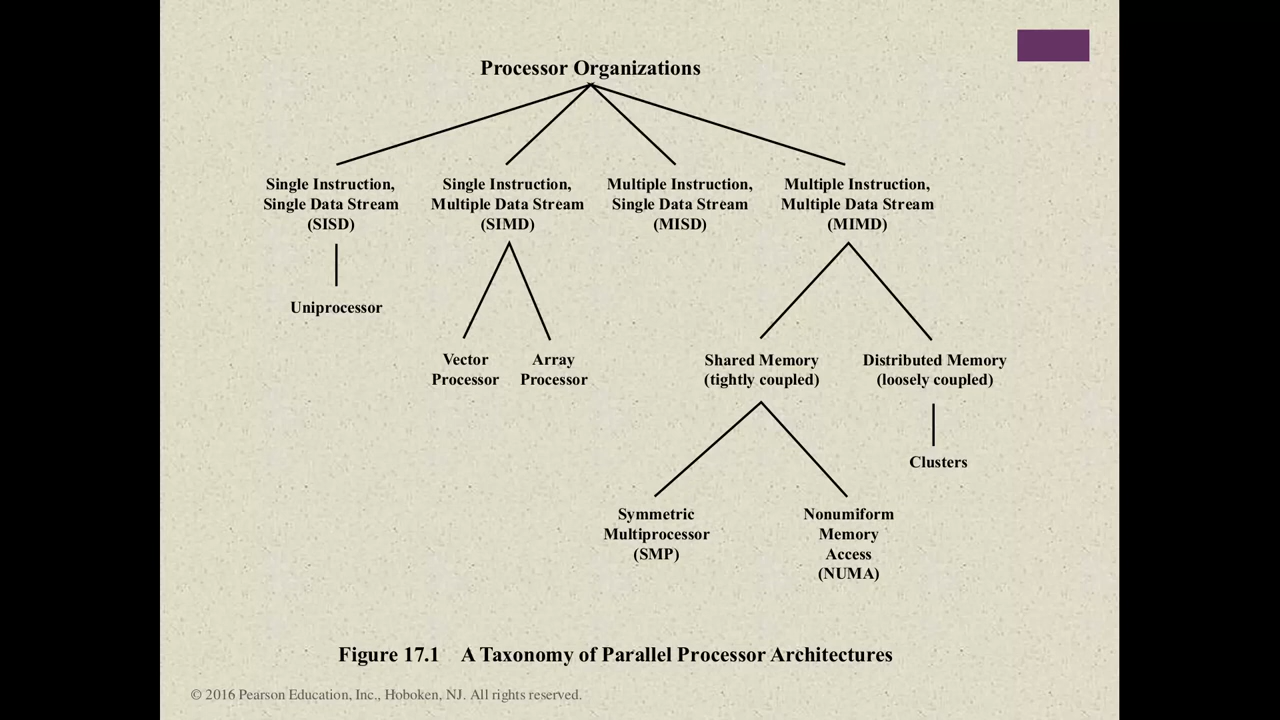 Processor Organizations
Single Instruction,
Single Data Stream
(SISD)
Single Instruction,
Multiple Data Stream
(SIMD)
Multiple Instruction,
Single Data Stream
(MISD)
Multiple Instruction,
Multiple Data Stream
(MIMD)
Uniprocessor
Vector
Processor
Array
Processor
Shared Memory
(tightly coupled)
Distributed Memory
(loosely coupled)
Clusters
Symmetric
Multiprocessor
(SMP)
Nonumiform
Memory
Access
(NUMA)
Figure 17.1 A Taxonomy of Parallel Processor Architectures
© 2016 Pearson Education, Inc., Hoboken, NJ. All rights reserved.